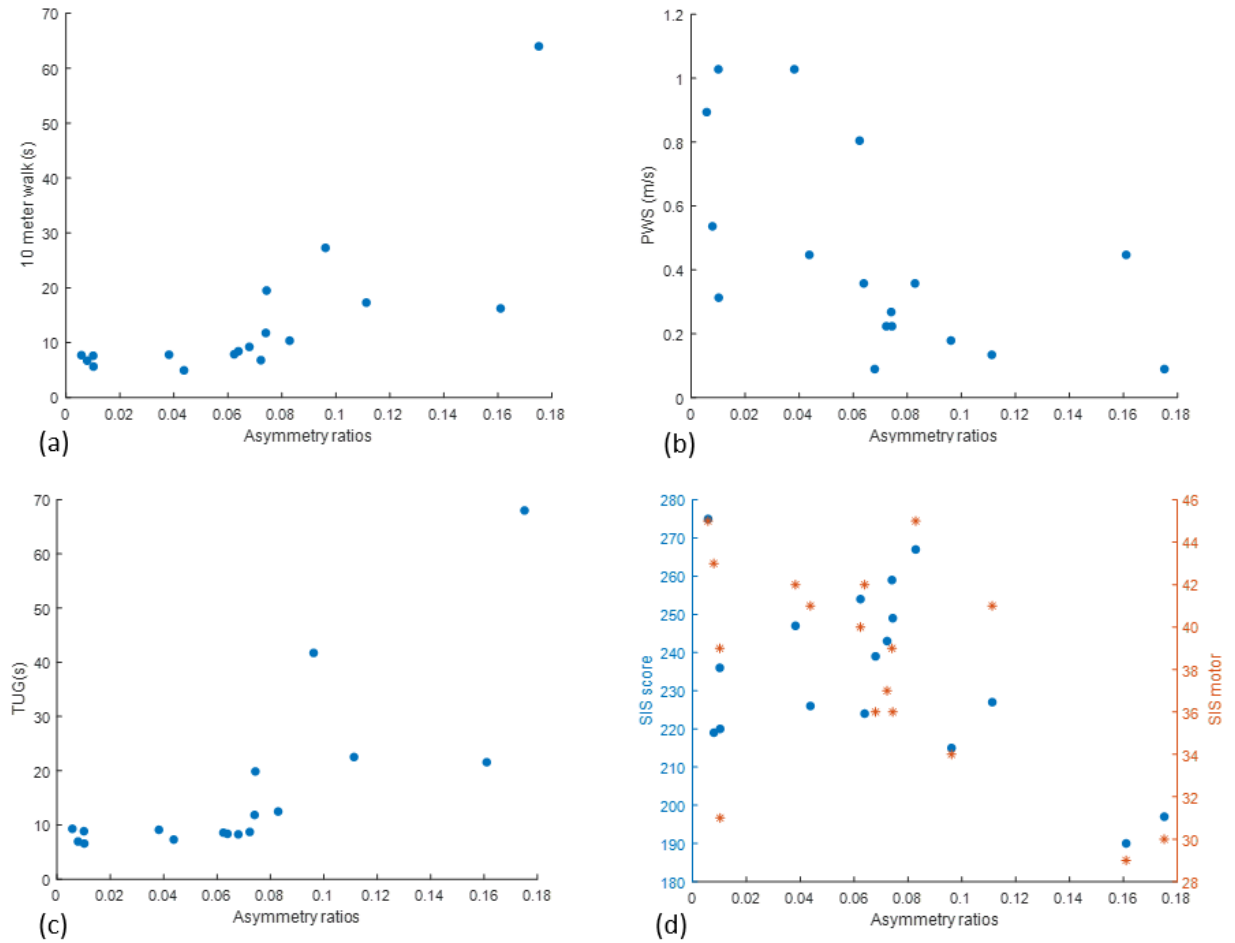 70
60
50
40
30
20
10
0
10 meter walk(s)
0 0.02 0.04 0.06 0.08 0.1 0.12 0.14 0.16 0.18
Asymmetry ratios
(a)
1.2
1
0.8
0.6
0.4
0.2
0
PWS (m/s)
0 0.02 0.04 0.06 0.08 0.1 0.12 0.14 0.16 0.18
Asymmetry ratios
(b)
70
60
50
40
30
20
10
0
TUG(s)
0 0.02 0.04 0.06 0.08 0.1 0.12 0.14 0.16 0.18
Asymmetry ratios
(c)
280
270
260
250
240
230
220
210
200
190
180
SIS score
46
44
42
40
38
36
34
32
30
28
SIS motor
0 0.02 0.04 0.06 0.08 0.1 0.12 0.14 0.16 0.18
Asymmetry ratios
(d)